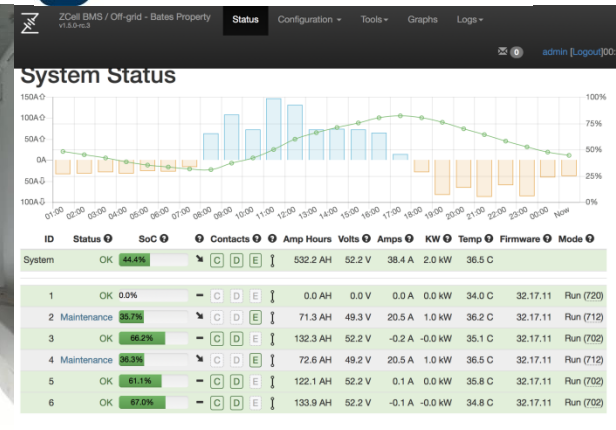 ZCell BMS / Off-grid - Bates Property Status Configuration Tools Graphs Logs
v1.5.0-rc.3
0 admin [Logout]00:
System Status
150A 100%
100A
75%
50A
0A 50%
50A 25%
100A 0%
01:00 02:00 03:00 04:00 05:00 06:00 07:00 08:00 09:00 10:00 11:00 12:00 13:00 14:00 15:00 16:00 17:00 18:00 19:00 20:00 21:00 22:00 23:00 00:00 Now
ID Status SoC Contacts Amp Hours Volts Amps KW Temp Firmware Mode
System OK 44.4% C D E 532.2 AH 52.2 V 38.4 A 2.0 kW 36.5 C
1 OK 0.0% C D E 0.0 AH 0.0 V 0.0 A 0.0 kW 34.0 C 32.17.11 Run (720)
2 Maintenance 35.7% C D E 71.3 AH 49.3 V 20.5 A 1.0 kW 36.2 C 32.17.11 Run (712)
3 OK 66.2% C D E 132.3 AH 52.2 V -0.2 A -0.0 kW 35.1 C 32.17.11 Run (702)
4 Maintenance 36.3% C D E 72.6 AH 49.2 V 20.5 A 1.0 kW 36.5 C 32.17.11 Run (712)
5 OK 61.1% C D E 122.1 AH 52.2 V 0.1 A 0.0 kW 35.8 C 32.17.11 Run (702)
6 OK 67.0% C D E 133.9 AH 52.2 V -0.1 A -0.0 kW 34.8 C 32.17.11 Run (702)